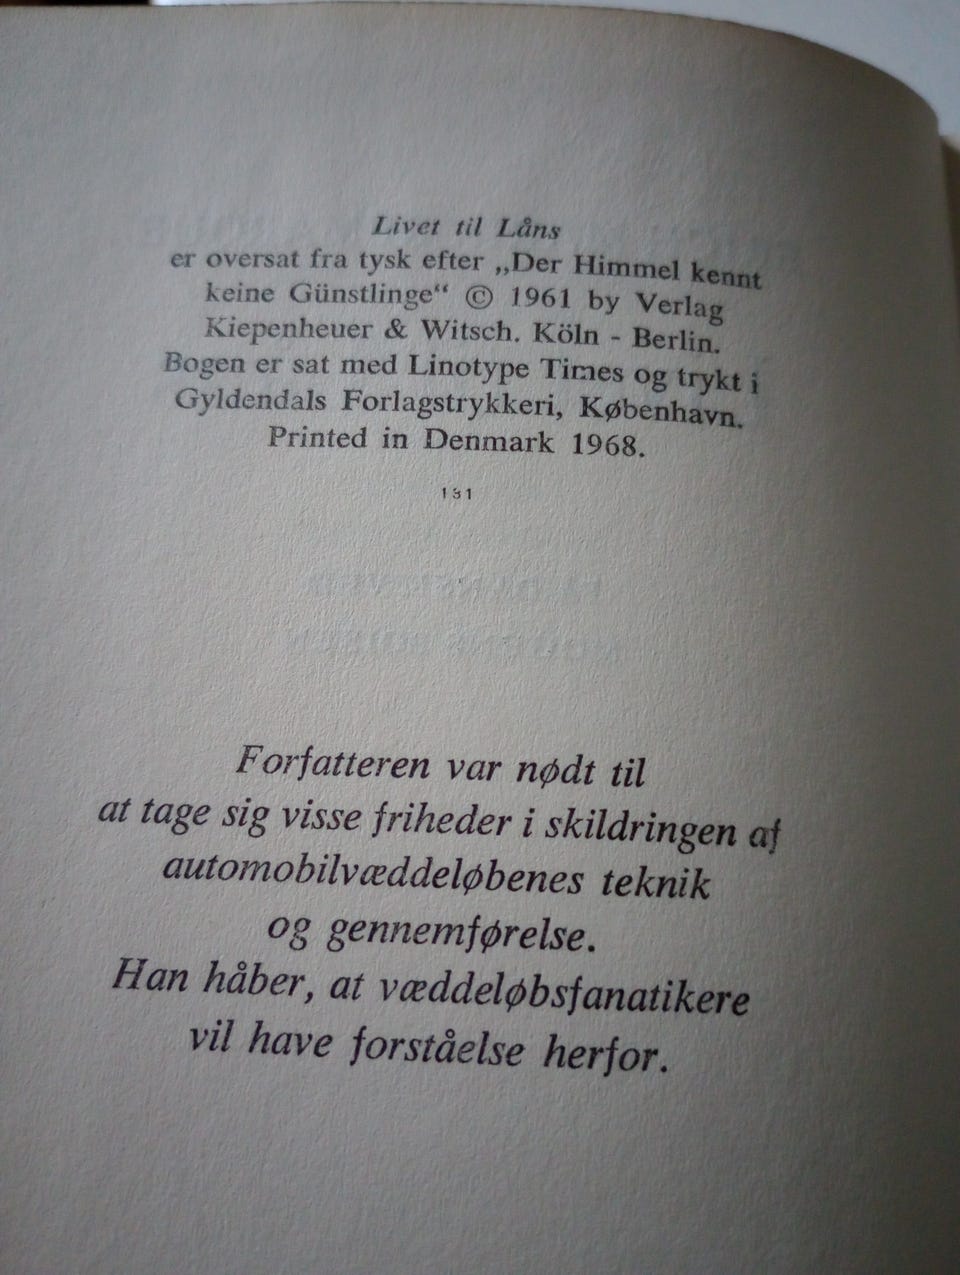 Livet til Låns
er oversat fra tysk efter „Der Himmel kennt
keine Günstlinge“ © 1961 by Verlag
Kiepenheuer & Witsch. Köln - Berlin.
Bogen er sat med Linotype Times og trykt i
Gyldendals Forlagstrykkeri, København.
Printed in Denmark 1968.
131
Forfatteren var nødt til
at tage sig visse friheder i skildringen af
automobilvæddeløbenes teknik
og gennemførelse.
Han håber, at væddeløbsfanatikere
vil have forståelse herfor.